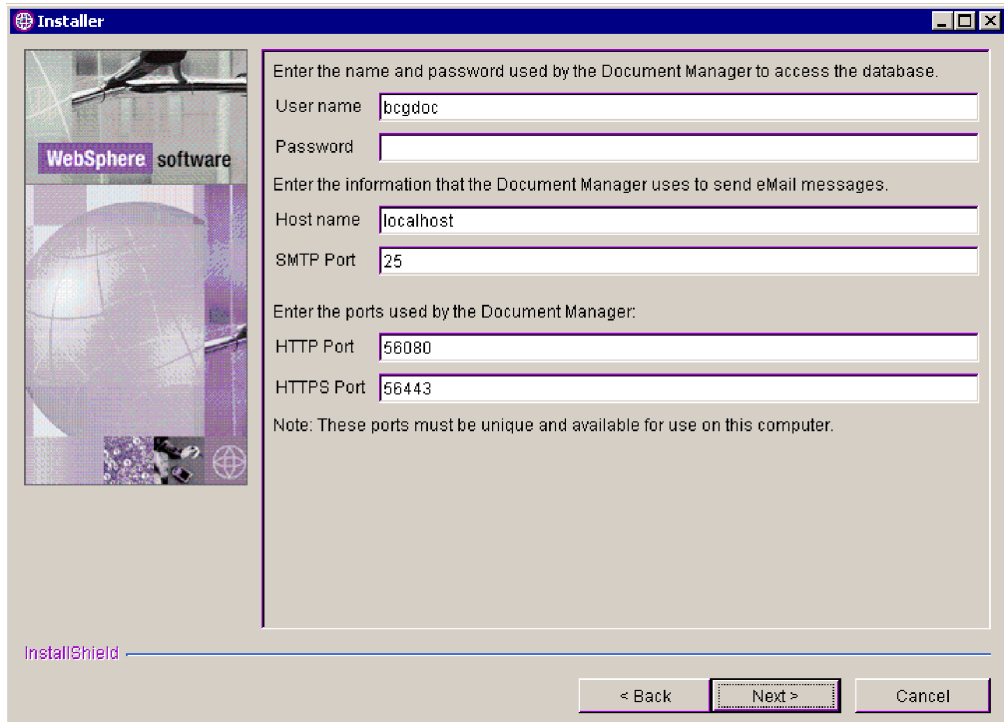 Installer
WebSphere software
Enter the name and password used by the Document Manager to access the database.
User name bcgdoc
Password
Enter the information that the Document Manager uses to send eMail messages.
Host name localhost
SMTP Port 25
Enter the ports used by the Document Manager:
HTTP Port 56080
HTTPS Port 56443
Note: These ports must be unique and available for use on this computer.
InstallShield
< Back Next > Cancel